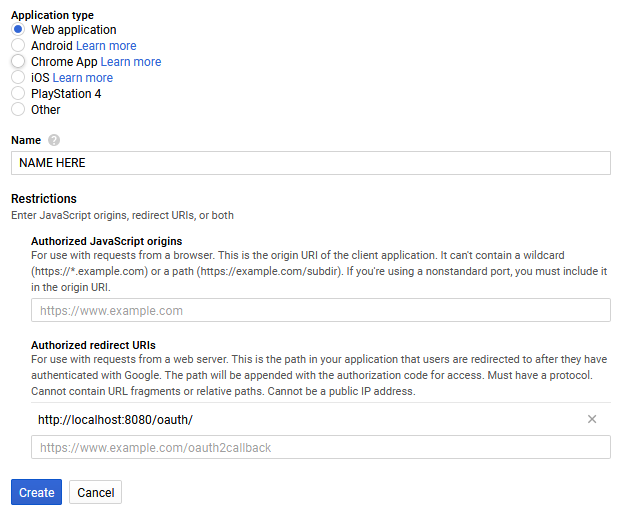 Application type
Web application
Android Learn more
Chrome App Learn more
iOS Learn more
PlayStation 4
Other
Name ?
NAME HERE
Restrictions
Enter JavaScript origins, redirect URIs, or both
Authorized JavaScript origins
For use with requests from a browser. This is the origin URI of the client application. It can't contain a wildcard
(https://*.example.com) or a path (https://example.com/subdir). If you're using a nonstandard port, you must include it
in the origin URI.
https://www.example.com
Authorized redirect URIs
For use with requests from a web server. This is the path in your application that users are redirected to after they have
authenticated with Google. The path will be appended with the authorization code for access. Must have a protocol.
Cannot contain URL fragments or relative paths. Cannot be a public IP address.
http://localhost:8080/oauth/
https://www.example.com/oauth2callback
Create Cancel